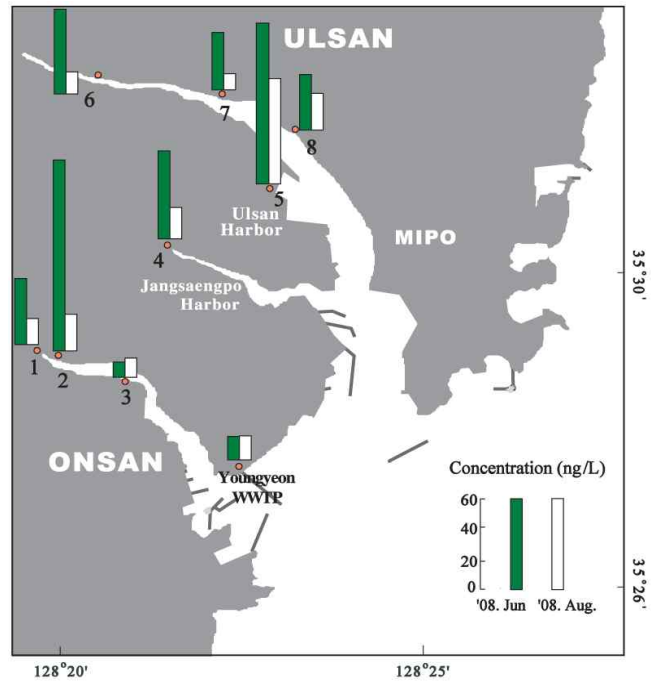 ULSAN
6
7
8
5
Ulsan
Harbor
MIPO
4
Jangsaengpo
Harbor
35°30'
1
2
3
ONSAN
Youngyeon
WWTP
Concentration (ng/L)
60
40
20
0
'08. Jun
'08. Aug.
35°26'
128°20'
128°25'